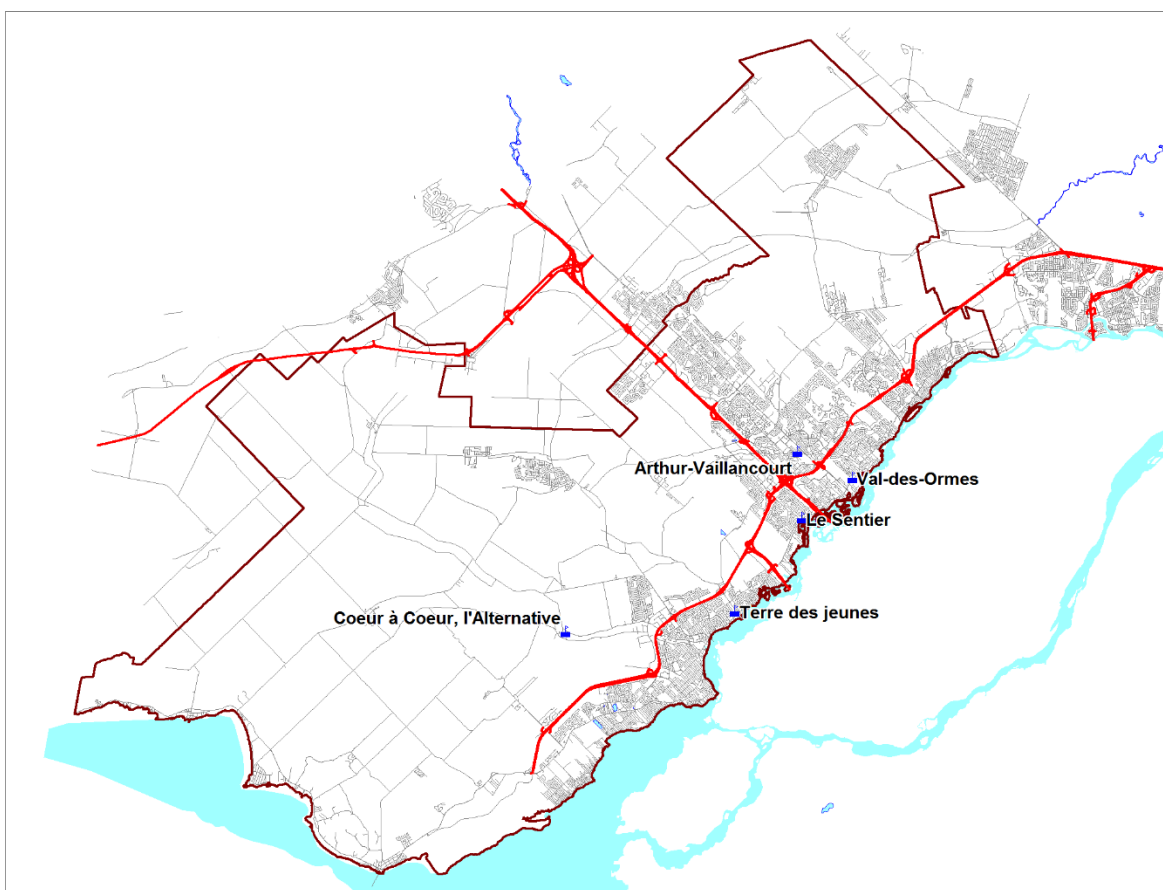 Arthur-Vaillancourt
Val-des-Ormes
Le Sentier
Terre des jeunes
Coeur à Coeur, l'Alternative